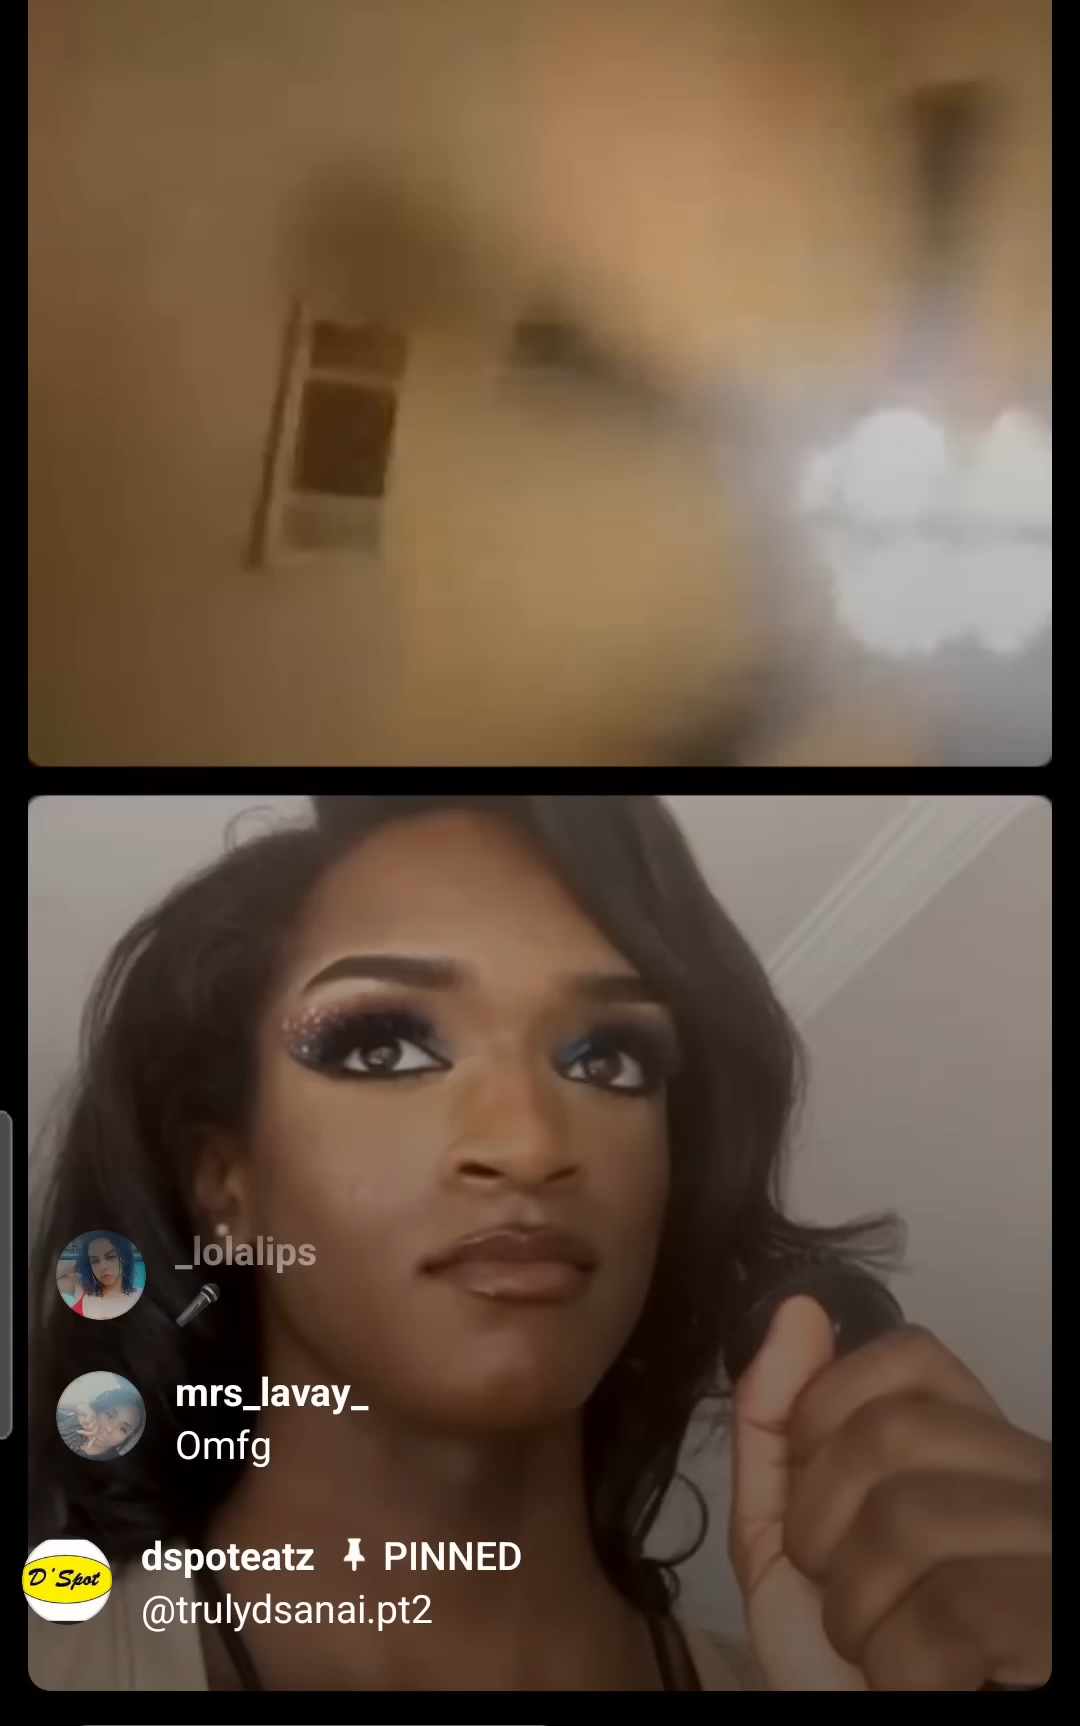 _lolalips
🎤
mrs_lavay_
Omfg
D'Spot
dspoteatz 📌 PINNED
@trulydsanai.pt2